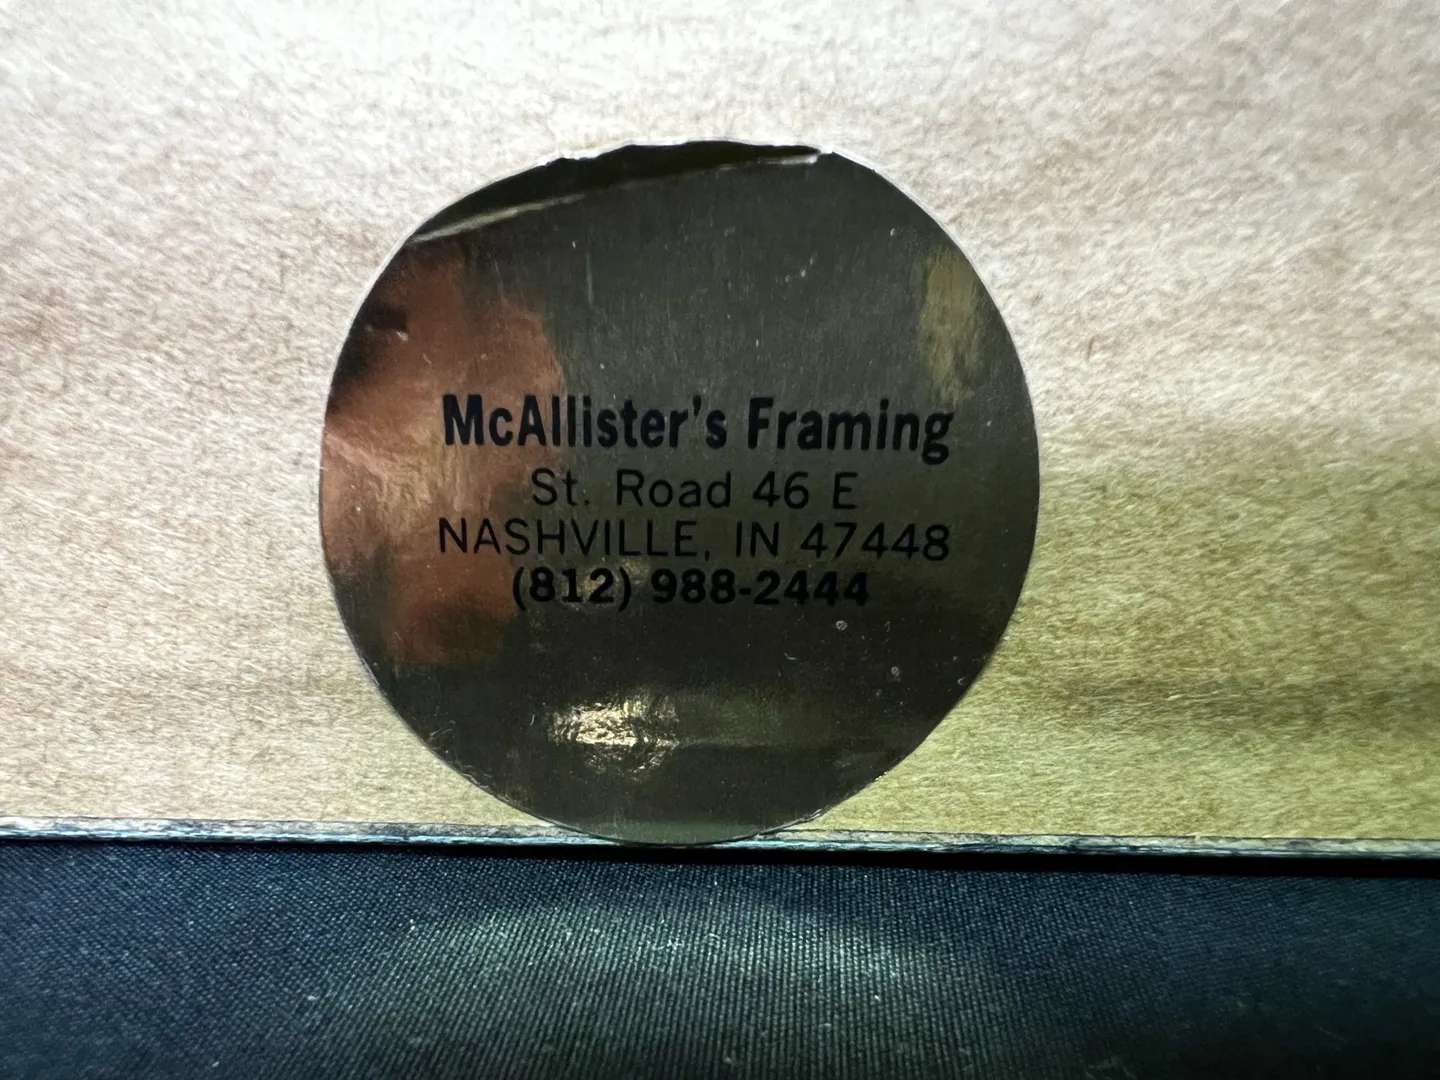 McAllister's Framing
St. Road 46 E
NASHVILLE, IN 47448
(812) 988-2444